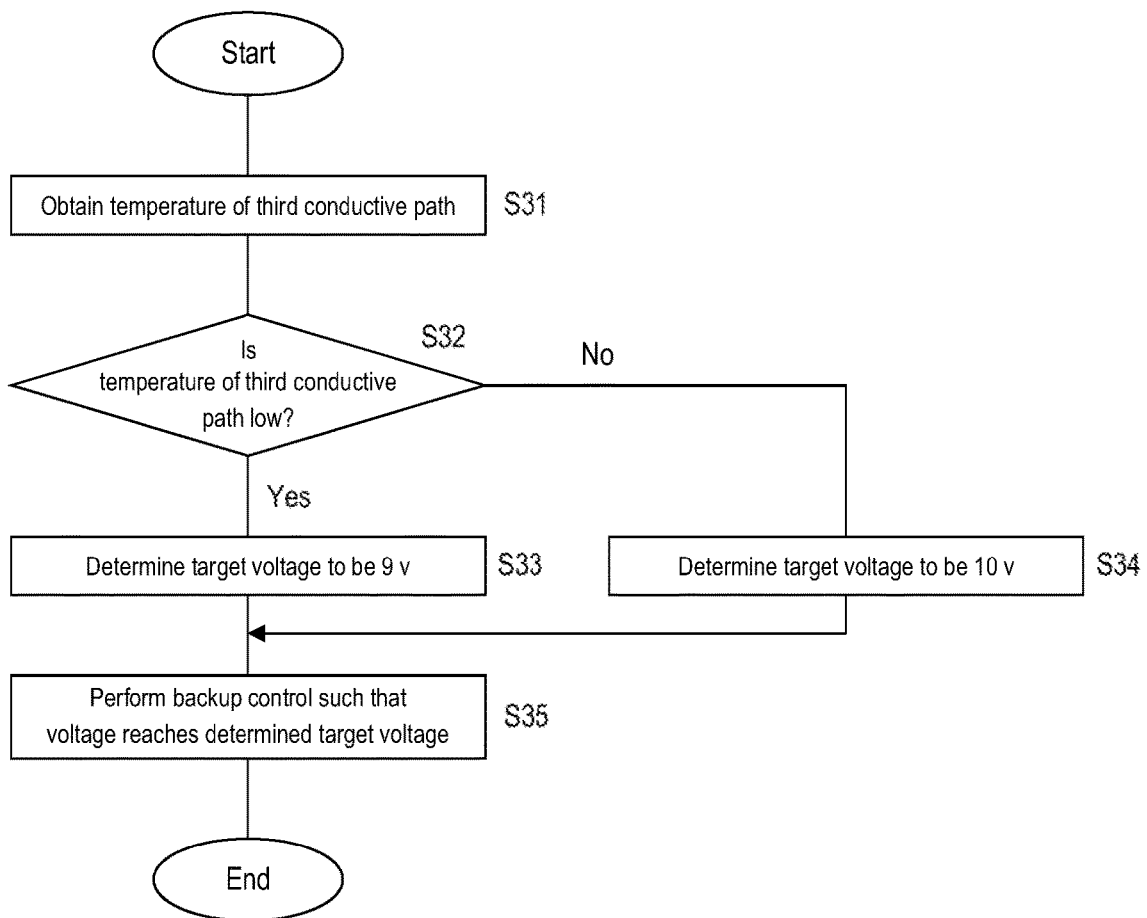 Start
Obtain temperature of third conductive path
S31
S32
Is
temperature of third conductive
path low?
No
Yes
Determine target voltage to be 9 v
S33
Determine target voltage to be 10 v
S34
Perform backup control such that
voltage reaches determined target voltage
S35
End